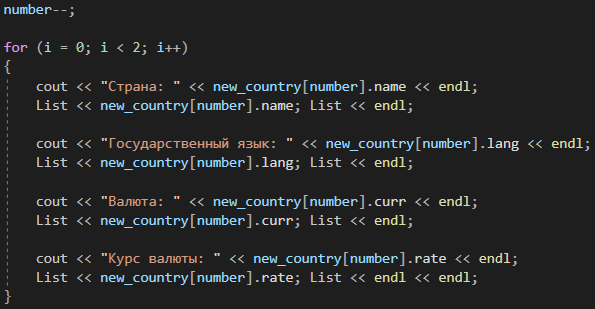 number--;
for (i = 0; i < 2; i++)
{
cout << "Страна: " << new_country[number].name << endl;
List << new_country[number].name; List << endl;
cout << "Государственный язык: " << new_country[number].lang << endl;
List << new_country[number].lang; List << endl;
cout << "Валюта: " << new_country[number].curr << endl;
List << new_country[number].curr; List << endl;
cout << "Курс валюты: " << new_country[number].rate << endl;
List << new_country[number].rate; List << endl << endl;
}